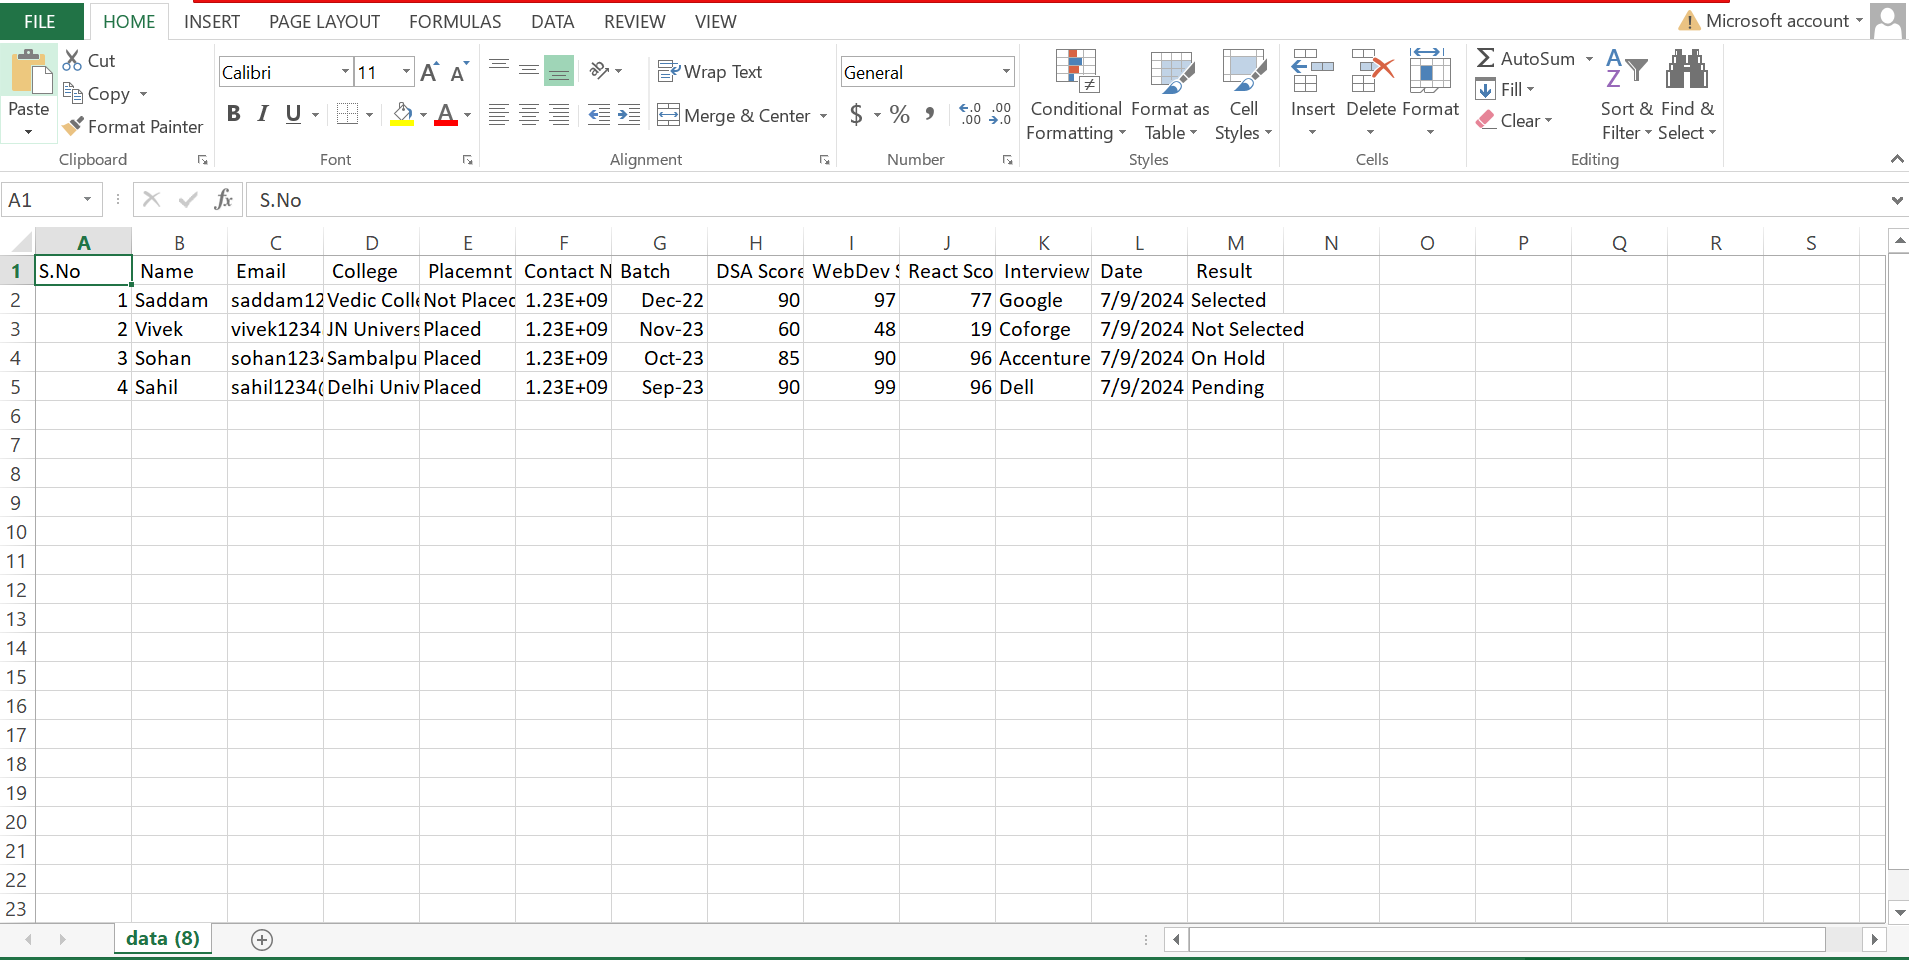 FILE HOME INSERT PAGE LAYOUT FORMULAS DATA REVIEW VIEW Microsoft account
Paste
Cut
Copy
Format Painter
Clipboard
Calibri 11
B I U A
Font
Wrap Text
Merge & Center
Alignment
General
$ % , .0 .00 .00 .0
Number
Conditional Formatting
Format as Table
Cell Styles
Styles
Insert Delete Format
Cells
AutoSum
Fill
Clear
Sort & Filter
Find & Select
Editing
A1 fx S.No
A B C D E F G H I J K L M N O P Q R S
1 S.No Name Email College Placemnt Contact N Batch DSA Score WebDev S React Sco Interview Date Result
2 1 Saddam saddam12 Vedic Colle Not Placed 1.23E+09 Dec-22 90 97 77 Google 7/9/2024 Selected
3 2 Vivek vivek1234 JN Univers Placed 1.23E+09 Nov-23 60 48 19 Coforge 7/9/2024 Not Selected
4 3 Sohan sohan1234 Sambalpu Placed 1.23E+09 Oct-23 85 90 96 Accenture 7/9/2024 On Hold
5 4 Sahil sahil1234@ Delhi Univ Placed 1.23E+09 Sep-23 90 99 96 Dell 7/9/2024 Pending
6
7
8
9
10
11
12
13
14
15
16
17
18
19
20
21
22
23
data (8)